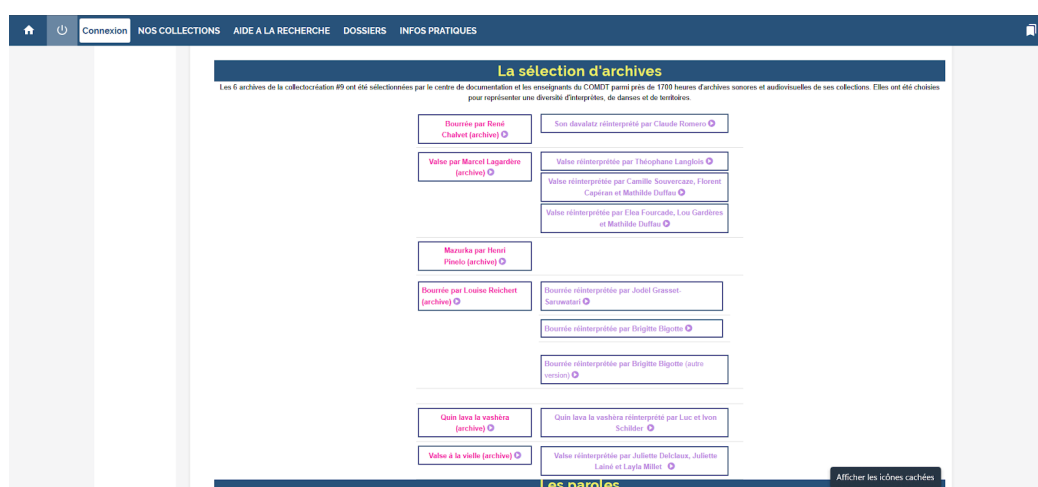 Connexion NOS COLLECTIONS AIDE A LA RECHERCHE DOSSIERS INFOS PRATIQUES
La sélection d'archives
Les 6 archives de la collectocréation #9 ont été sélectionnées par le centre de documentation et les enseignants du COMDT parmi près de 1700 heures d'archives sonores et audiovisuelles de ses collections. Elles ont été choisies
pour représenter une diversité d'interprètes, de danses et de territoires.
Bourrée par René
Chalvet (archive)
Son davalatz réinterprété par Claude Romero
Valse par Marcel Lagardère
(archive)
Valse réinterprétée par Théophane Langlois
Valse réinterprétée par Camille Souvercaze, Florent
Capéran et Mathilde Duffau
Valse réinterprétée par Elea Fourcade, Lou Gardères
et Mathilde Duffau
Mazurka par Henri
Pinelo (archive)
Bourrée par Louise Reichert
(archive)
Bourrée réinterprétée par Jodël Grasset-
Saruwatari
Bourrée réinterprétée par Brigitte Bigotte
Bourrée réinterprétée par Brigitte Bigotte (autre
version)
Quin lava la vashèra
(archive)
Quin lava la vashèra réinterprété par Luc et Ivon
Schilder
Valse à la vielle (archive)
Valse réinterprétée par Juliette Delclaux, Juliette
Lainé et Layla Millet
Afficher les icônes cachées
Les paroles